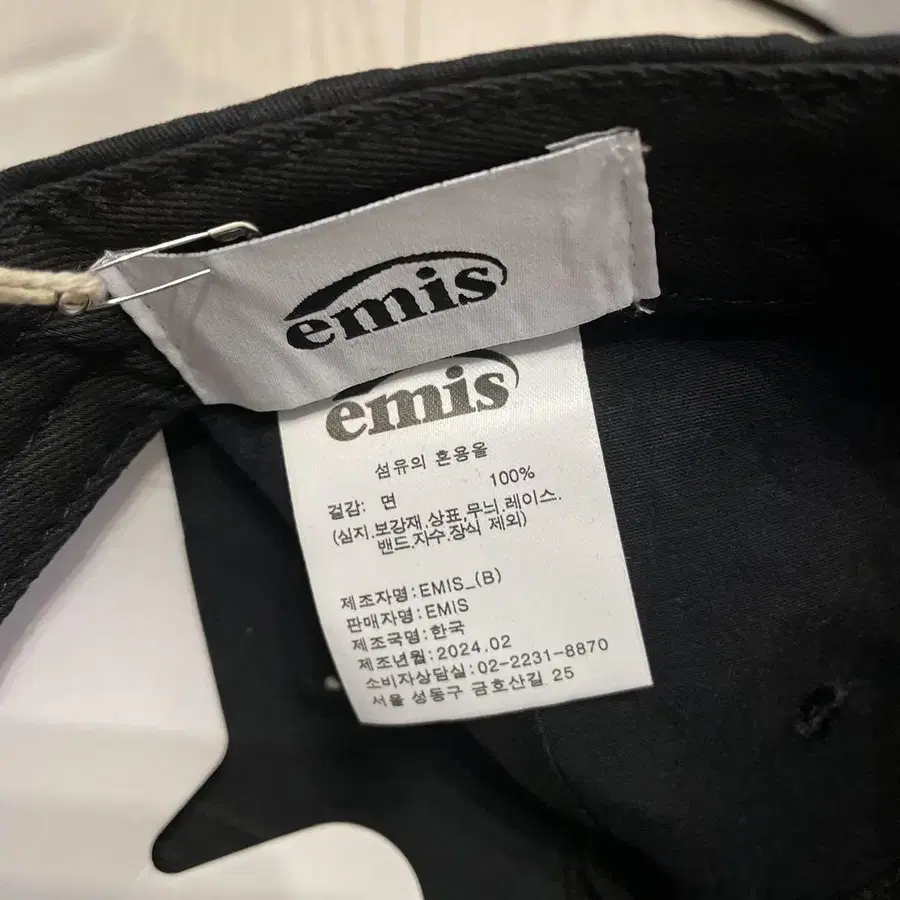 emis
emis
섬유의 혼용율
걸감: 면 100%
(심지.보강재.상표.무늬.레이스.
밴드.자수.장식 제외)
제조자명:EMIS_(B)
판매자명:EMIS
제조국명:한국
제조년월:2024.02
소비자상담실:02-2231-8870
서울 성동구 금호산길 25